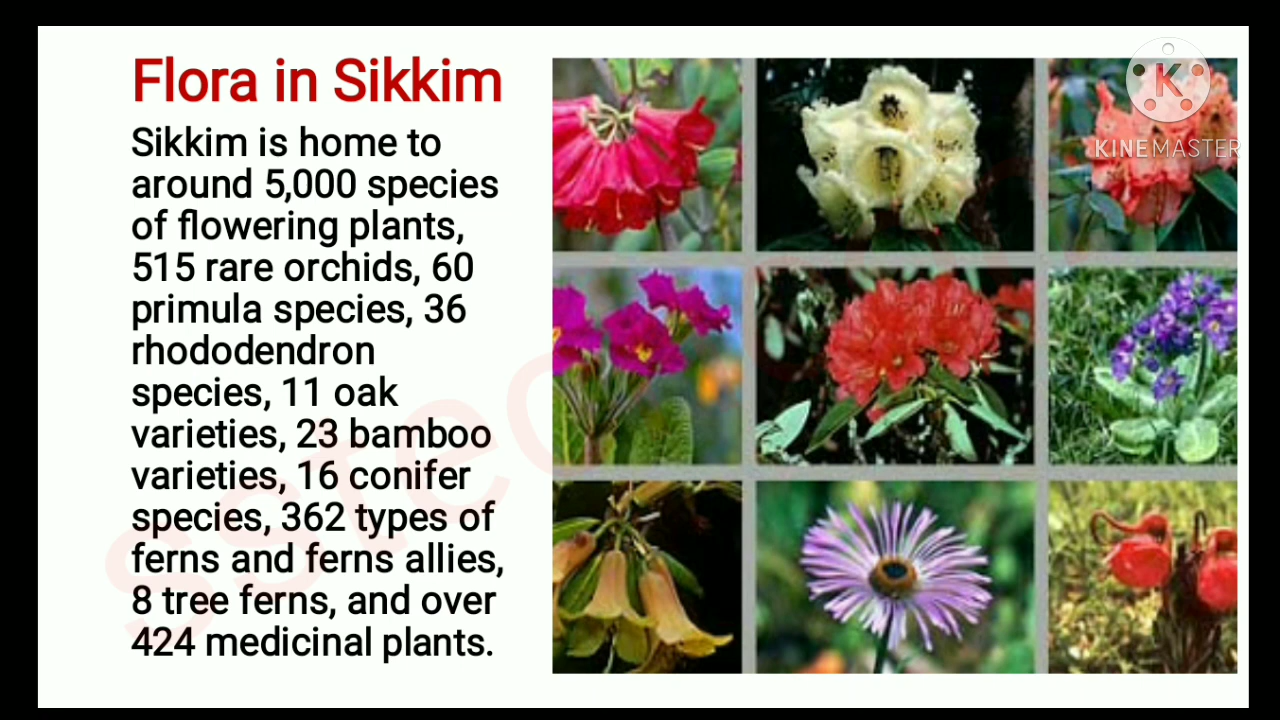 Flora in Sikkim
Sikkim is home to
around 5,000 species
of flowering plants,
515 rare orchids, 60
primula species, 36
rhododendron
species, 11 oak
varieties, 23 bamboo
varieties, 16 conifer
species, 362 types of
ferns and ferns allies,
8 tree ferns, and over
424 medicinal plants.
K
KINEMASTER